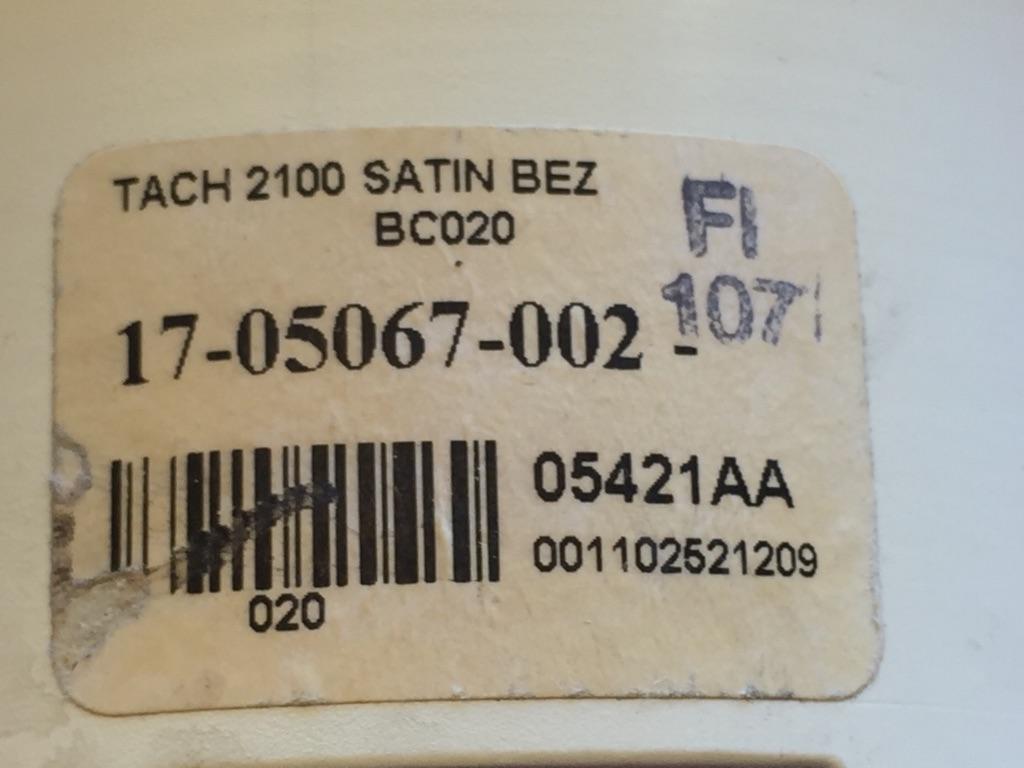 TACH 2100 SATIN BEZ
BC020
FI
107
17-05067-002 -
05421AA
001102521209
020